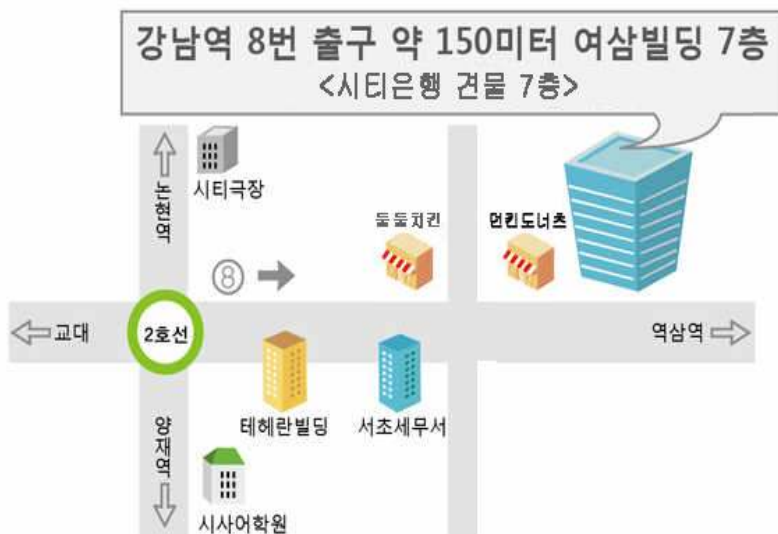 강남역 8번 출구 약 150미터 여삼빌딩 7층
<시티은행 견물 7층>
논현역
시티극장
둘둘치킨
던킨도너츠
⑧
교대
2호선
역삼역
테헤란빌딩
서초세무서
양재역
시사어학원